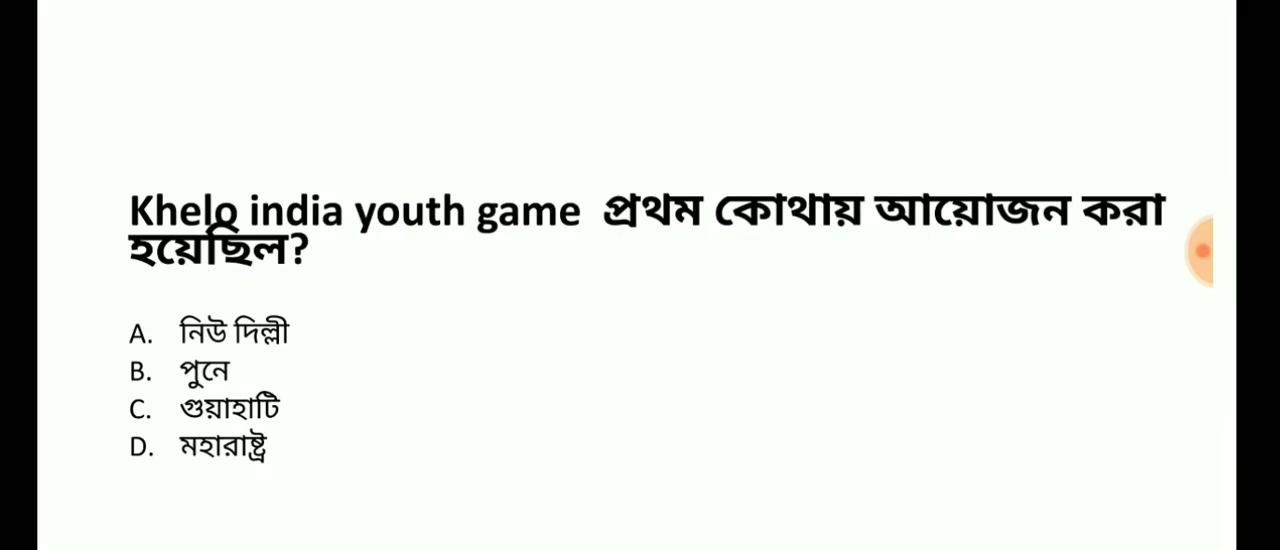 Khelo india youth game প্রথম কোথায় আয়োজন করা
হয়েছিল?
A. নিউ দিল্লী
B. পুনে
C. গুয়াহাটি
D. মহারাষ্ট্র